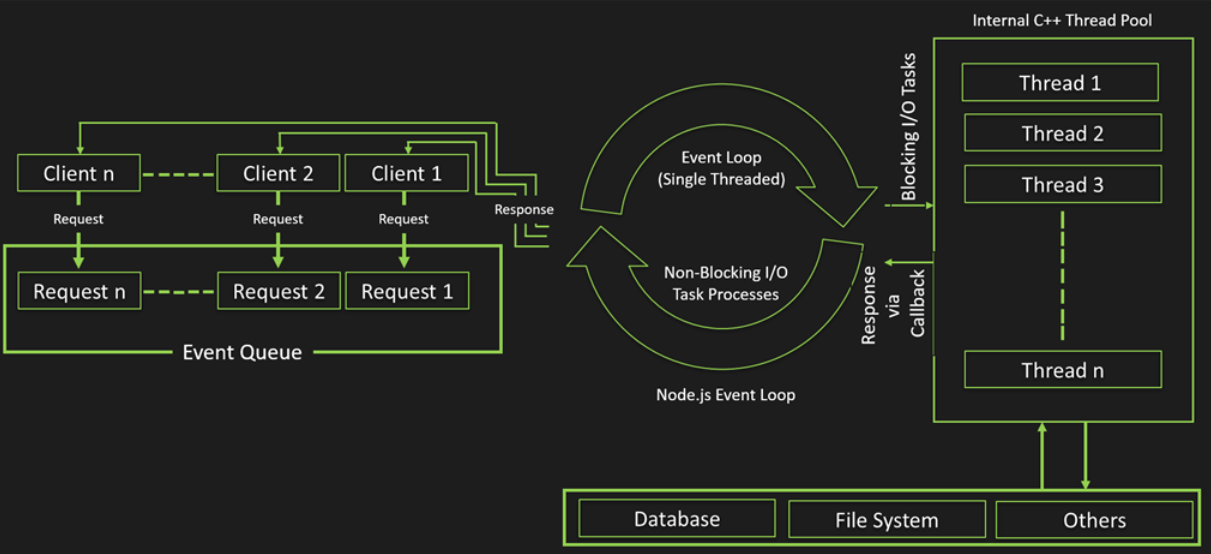 Internal C++ Thread Pool
Client n
Client 2
Client 1
Request
Request
Request
Response
Request n
Request 2
Request 1
Event Queue
Event Loop
(Single Threaded)
Non-Blocking I/O
Task Processes
Node.js Event Loop
Blocking I/O Tasks
Response
via
Callback
Thread 1
Thread 2
Thread 3
Thread n
Database
File System
Others